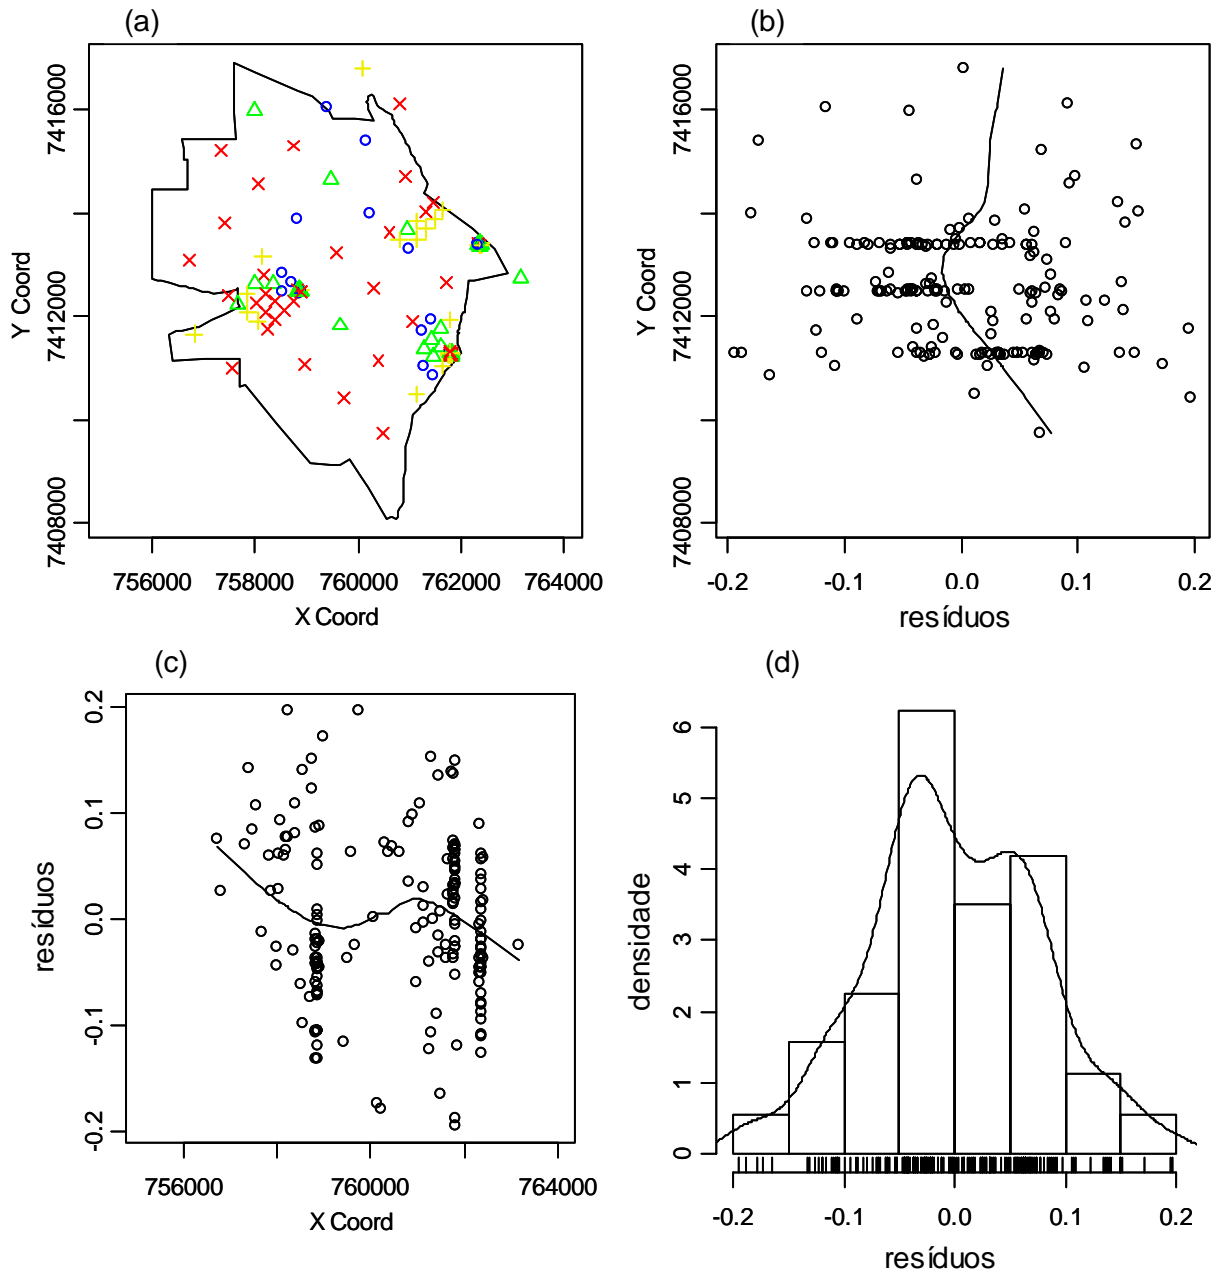 (a)
(b)
7416000
7412000
7408000
Y Coord
756000 758000 760000 762000 764000
X Coord
7416000
7412000
7408000
Y Coord
-0.2 -0.1 0.0 0.1 0.2
resíduos
(c)
(d)
0.2
0.1
0.0
-0.1
-0.2
resíduos
756000 760000 764000
X Coord
6
5
4
3
2
1
0
densidade
-0.2 -0.1 0.0 0.1 0.2
resíduos